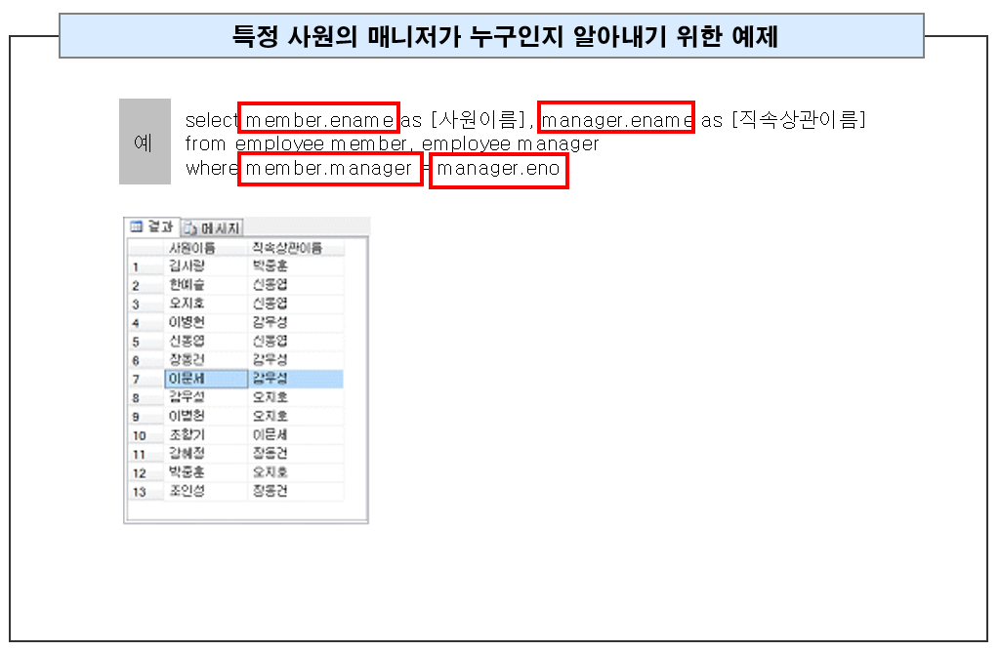 특정 사원의 매니저가 누구인지 알아내기 위한 예제
예
select member.ename as [사원이름], manager.ename as [직속상관이름]
from employee member, employee manager
where member.manager = manager.eno
결과 메시지
사원이름 직속상관이름
1 김사랑 박중훈
2 한예슬 신동엽
3 오지호 신동엽
4 이병헌 감우성
5 신동엽 신동엽
6 장동건 감우성
7 이문세 감우성
8 감우성 오지호
9 이병헌 오지호
10 조향기 이문세
11 강혜정 장동건
12 박중훈 오지호
13 조인성 장동건